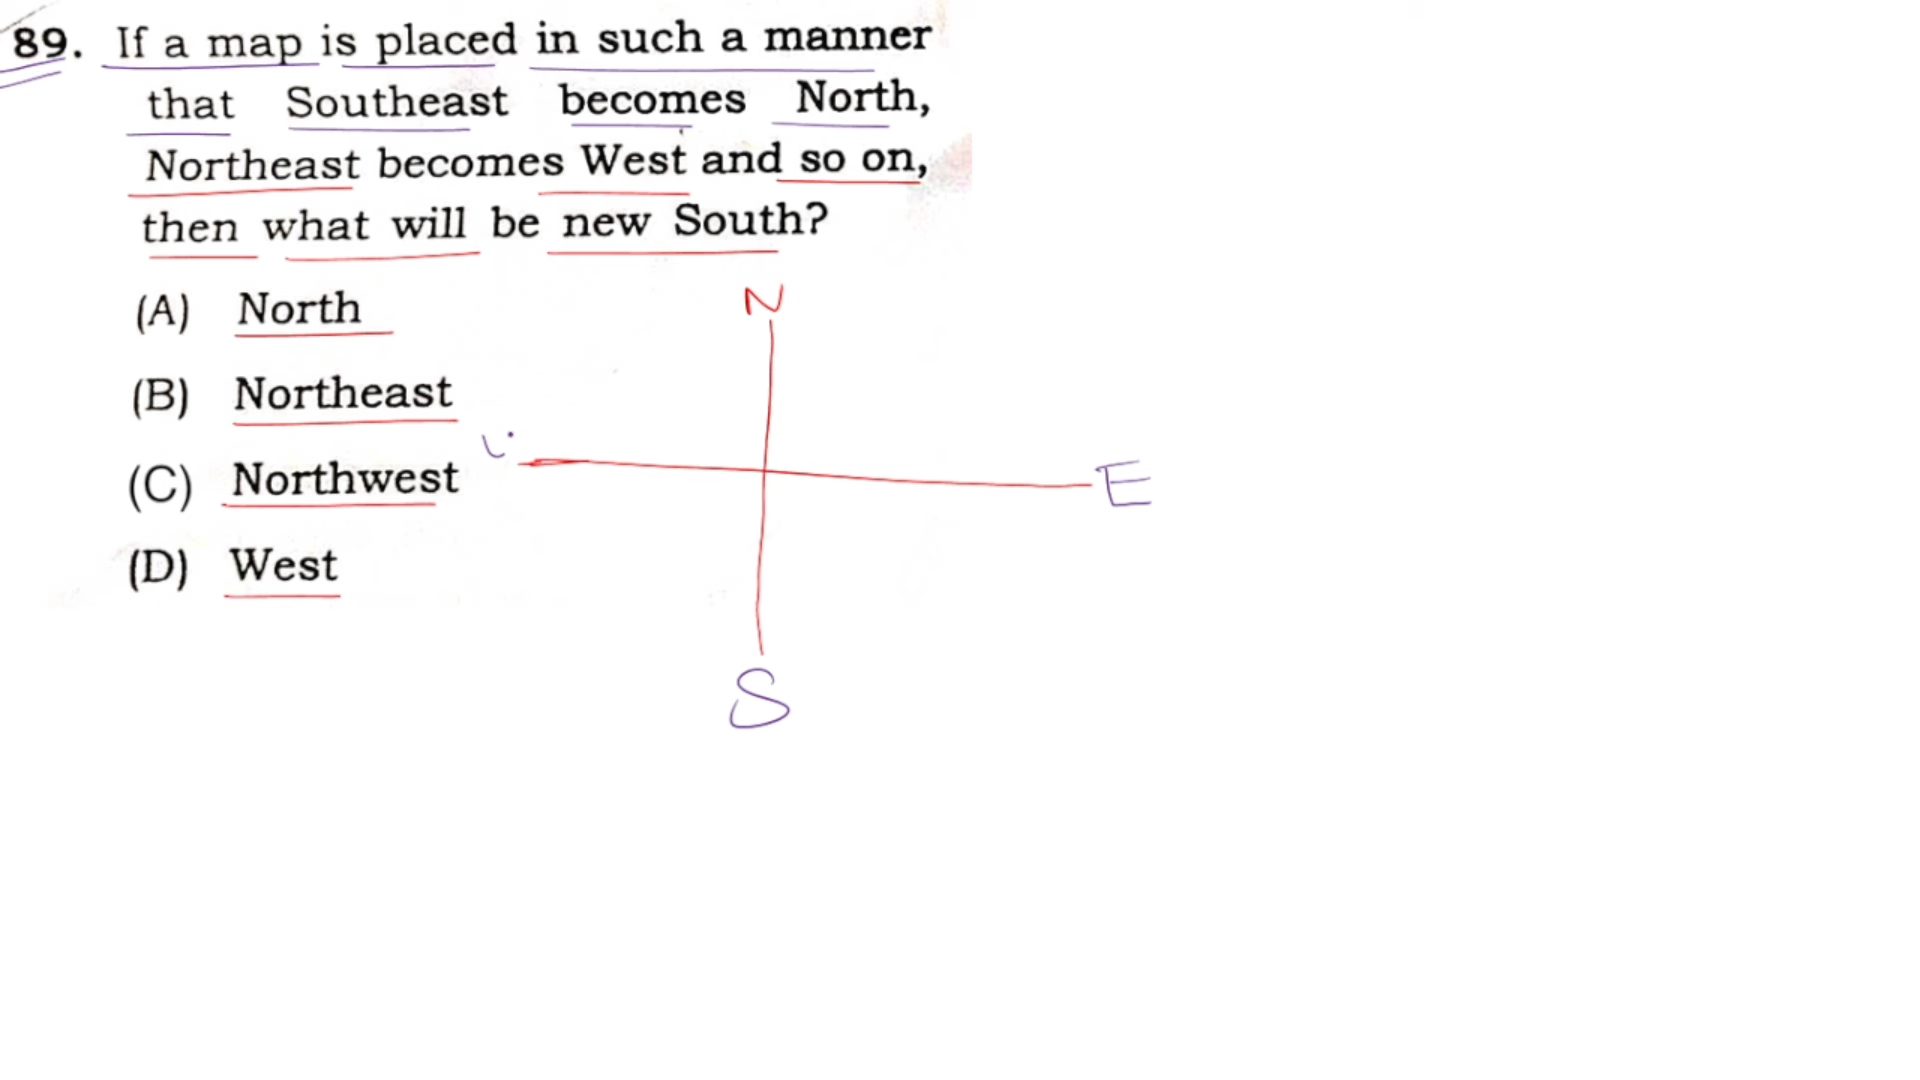 89. If a map is placed in such a manner
that Southeast becomes North,
Northeast becomes West and so on,
then what will be new South?
(A) North
(B) Northeast
(C) Northwest
(D) West
N
E
S